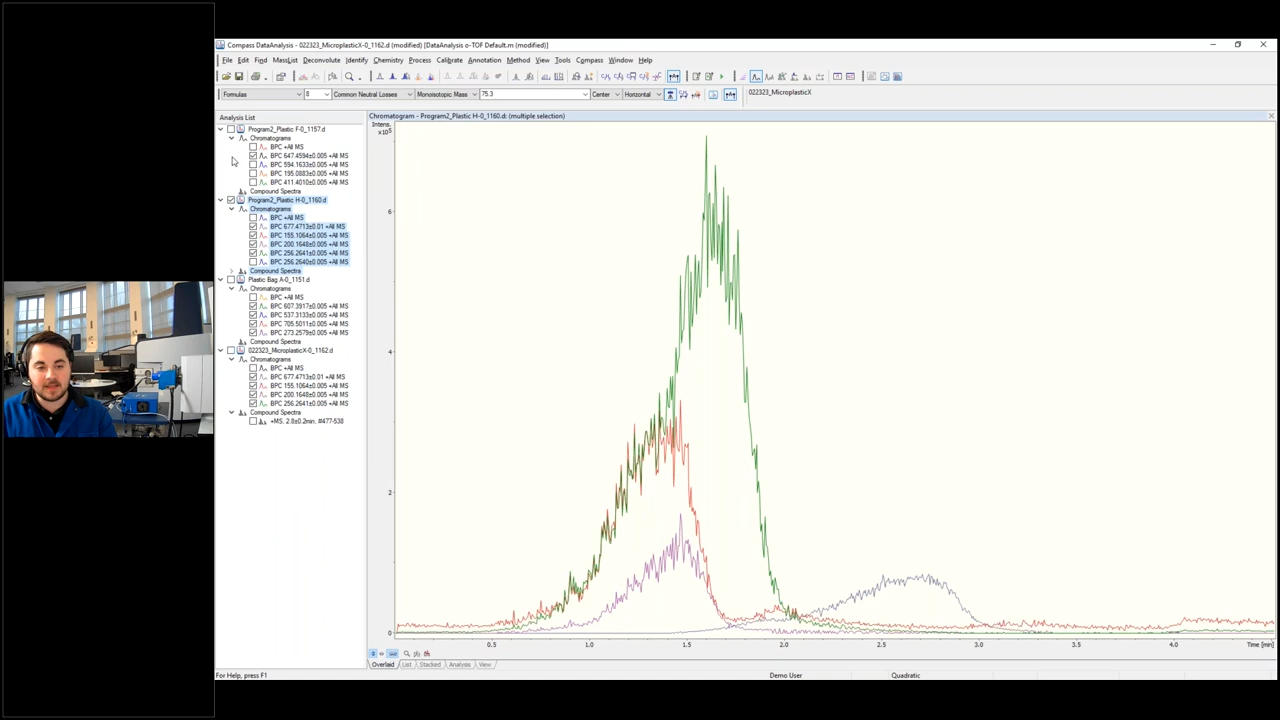 Compass DataAnalysis - 022323_MicroplasticX-0_1162.d (modified) [DataAnalysis o-TOF Default.m (modified)]
File Edit Find MassList Deconvolute Identify Chemistry Process Calibrate Annotation Method View Tools Compass Window Help
Formulas 8 Common Neutral Losses Monoisotopic Mass 75.3 Center Horizontal 022323_MicroplasticX
Analysis List
Chromatogram - Program2_Plastic H-0_1160.d: (multiple selection)
Program2_Plastic F-0_1157.d
Chromatograms
BPC +All MS
BPC 647.4594±0.005 +All MS
BPC 594.1633±0.005 +All MS
BPC 195.0883±0.005 +All MS
BPC 411.4010±0.005 +All MS
Compound Spectra
Program2_Plastic H-0_1160.d
Chromatograms
BPC +All MS
BPC 677.4713±0.01 +All MS
BPC 155.1064±0.005 +All MS
BPC 200.1648±0.005 +All MS
BPC 256.2641±0.005 +All MS
BPC 256.2640±0.005 +All MS
Compound Spectra
Plastic Bag A-0_1151.d
Chromatograms
BPC +All MS
BPC 607.3917±0.005 +All MS
BPC 537.3133±0.005 +All MS
BPC 705.5011±0.005 +All MS
BPC 273.2579±0.005 +All MS
Compound Spectra
022323_MicroplasticX-0_1162.d
Chromatograms
BPC +All MS
BPC 677.4713±0.01 +All MS
BPC 155.1064±0.005 +All MS
BPC 200.1648±0.005 +All MS
BPC 256.2641±0.005 +All MS
Compound Spectra
+MS, 2.8±0.2min, #477-538
Intens.
x10⁵
6
4
2
0
0.5 1.0 1.5 2.0 2.5 3.0 3.5 4.0 Time [min]
Overlaid List Stacked Analysis View
For Help, press F1 Demo User Quadratic